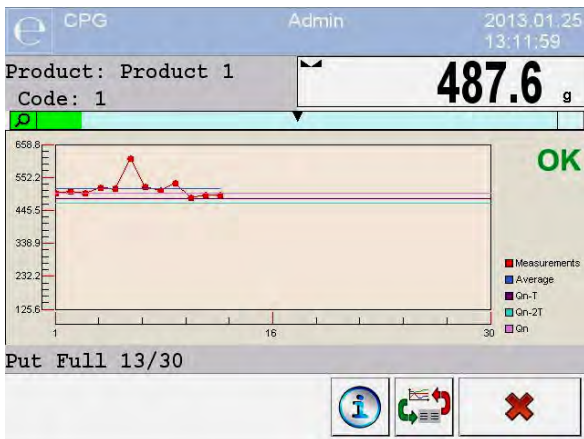 CPG Admin 2013.01.25
13:11:59
Product: Product 1
Code: 1
487.6 g
OK
658.8
552.2
445.5
338.9
232.2
125.6
1 16 30
Measurements
Average
Qn-T
Qn-2T
Qn
Put Full 13/30